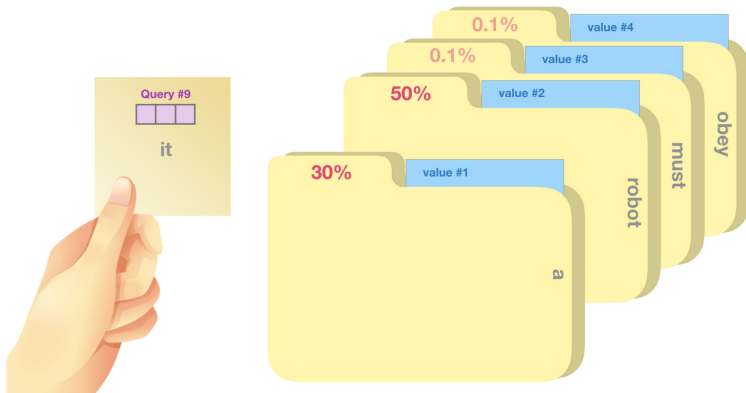 Query #9
it
30%
value #1
a
50%
value #2
robot
0.1%
value #3
must
0.1%
value #4
obey